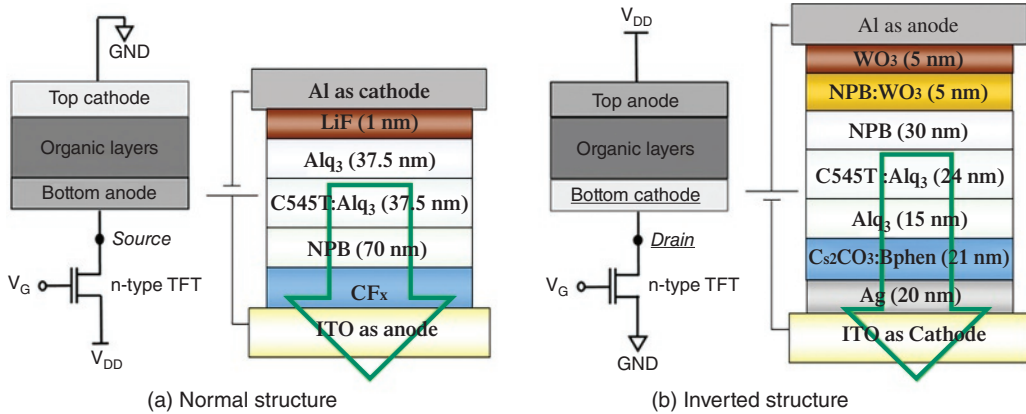 GND
Top cathode
Organic layers
Bottom anode
Source
V_G
n-type TFT
V_DD
Al as cathode
LiF (1 nm)
Alq₃ (37.5 nm)
C545T:Alq₃ (37.5 nm)
NPB (70 nm)
CFx
ITO as anode
(a) Normal structure
V_DD
Top anode
Organic layers
Bottom cathode
Drain
V_G
n-type TFT
GND
Al as anode
WO₃ (5 nm)
NPB:WO₃ (5 nm)
NPB (30 nm)
C545T:Alq₃ (24 nm)
Alq₃ (15 nm)
Cs₂CO₃:Bphen (21 nm)
Ag (20 nm)
ITO as Cathode
(b) Inverted structure